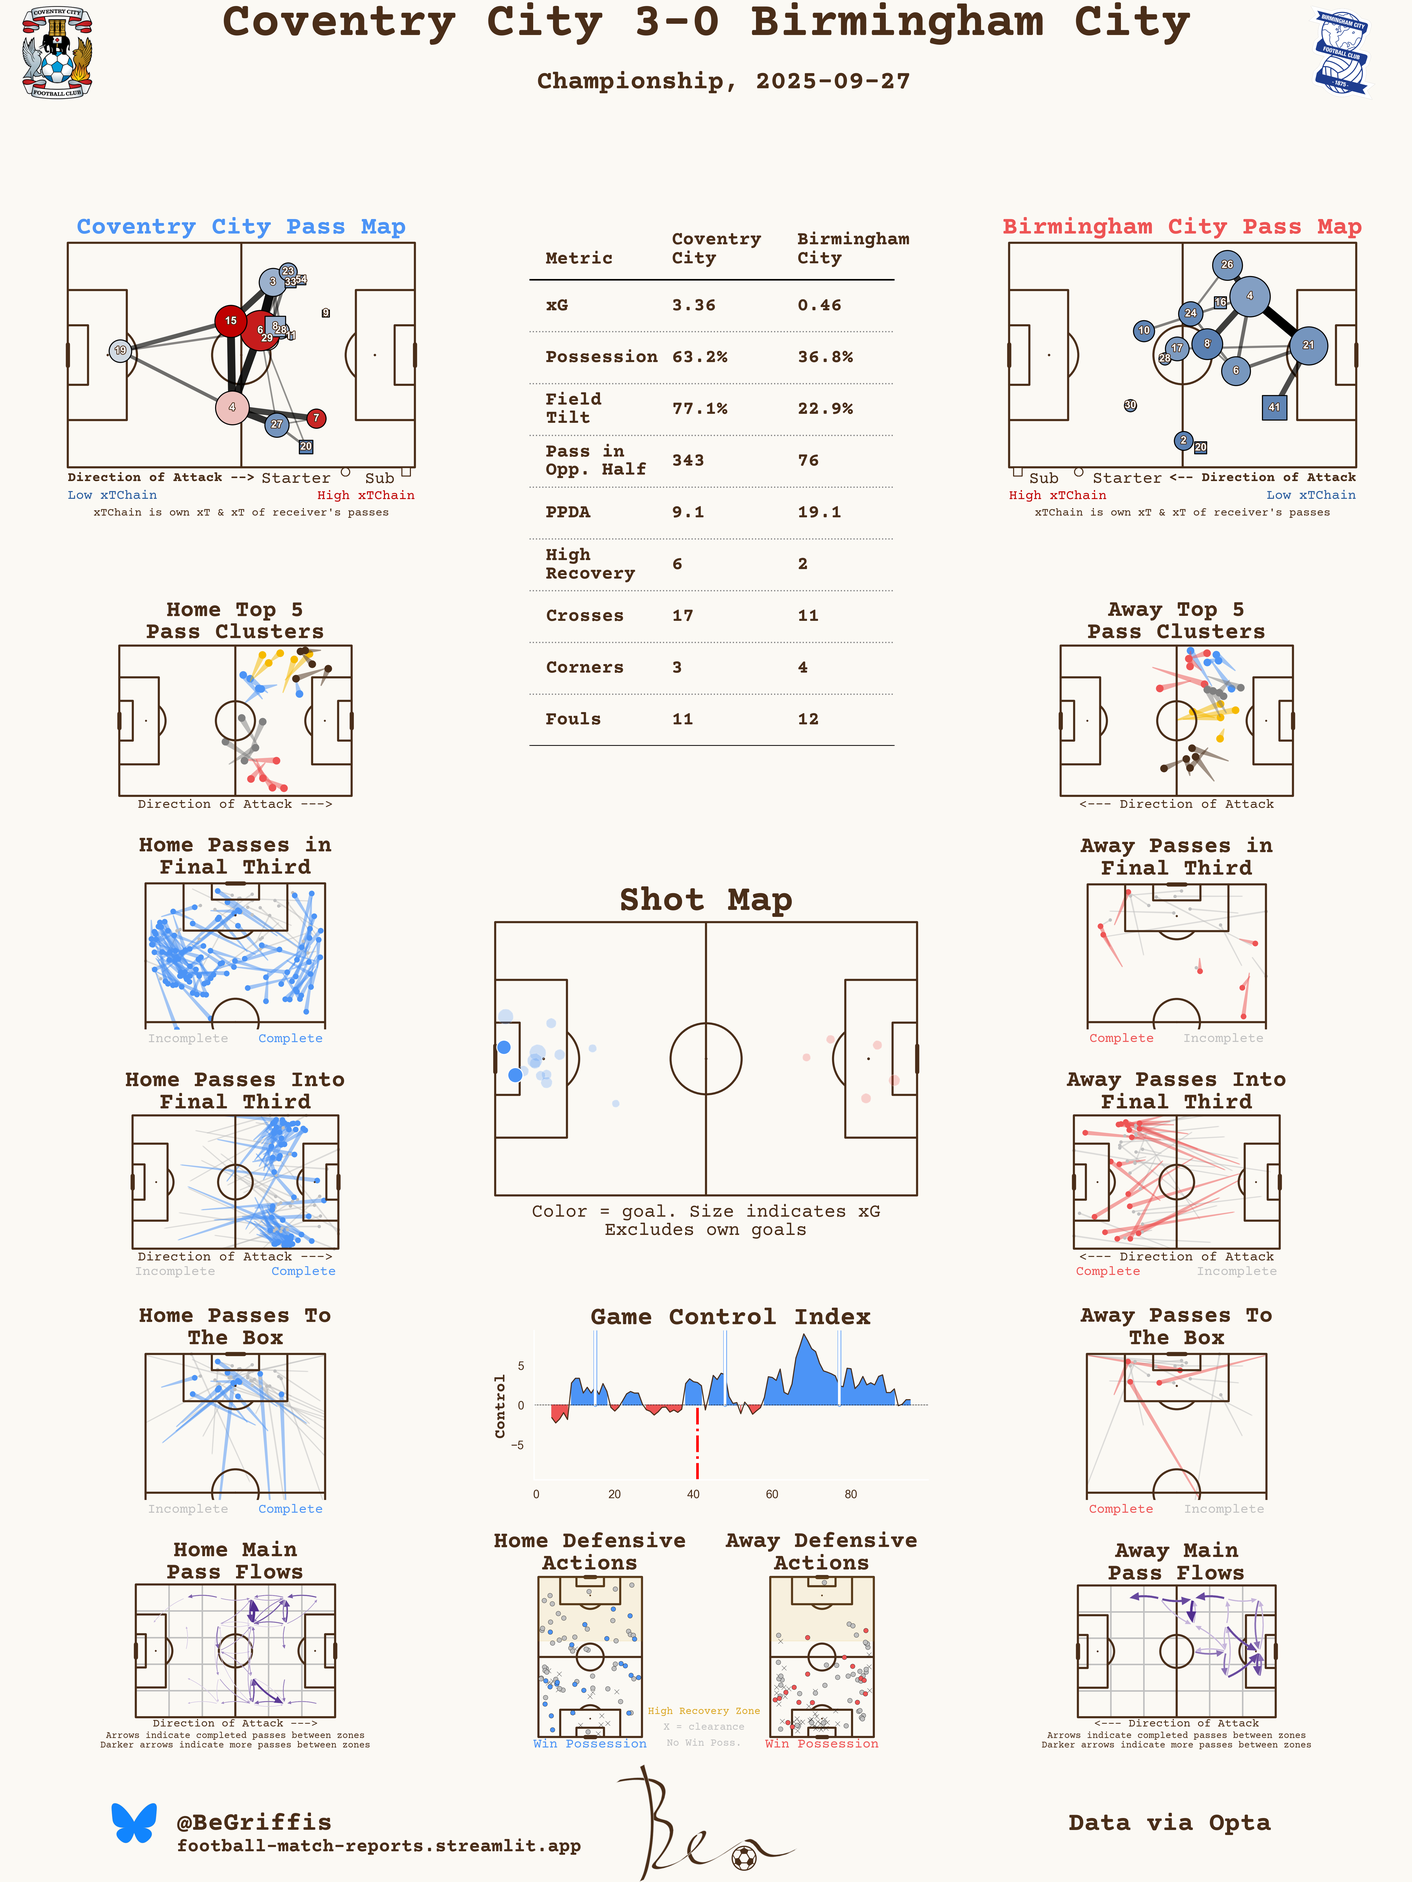 Coventry City 3-0 Birmingham City
Championship, 2025-09-27
COVENTRY CITY
FOOTBALL CLUB
BIRMINGHAM CITY
FOOTBALL CLUB
1875
Coventry City Pass Map
3
23
33
9
15
6
8
28
29
11
19
4
7
27
20
Direction of Attack --> Starter Sub
Low xTChain High xTChain
xTChain is own xT & xT of receiver's passes
Metric Coventry City Birmingham City
xG 3.36 0.46
Possession 63.2% 36.8%
Field Tilt 77.1% 22.9%
Pass in Opp. Half 343 76
PPDA 9.1 19.1
High Recovery 6 2
Crosses 17 11
Corners 3 4
Fouls 11 12
Birmingham City Pass Map
26
4
16
24
10
8
17
28
21
6
30
41
2
20
Sub Starter <-- Direction of Attack
High xTChain Low xTChain
xTChain is own xT & xT of receiver's passes
Home Top 5
Pass Clusters
Direction of Attack --->
Away Top 5
Pass Clusters
<--- Direction of Attack
Home Passes in
Final Third
Incomplete Complete
Shot Map
Color = goal. Size indicates xG
Excludes own goals
Away Passes in
Final Third
Complete Incomplete
Home Passes Into
Final Third
Direction of Attack --->
Incomplete Complete
Away Passes Into
Final Third
<--- Direction of Attack
Complete Incomplete
Home Passes To
The Box
Incomplete Complete
Game Control Index
Control
5
0
−5
0 20 40 60 80
Away Passes To
The Box
Complete Incomplete
Home Main
Pass Flows
Direction of Attack --->
Arrows indicate completed passes between zones
Darker arrows indicate more passes between zones
Home Defensive
Actions
Win Possession
High Recovery Zone
X = clearance
No Win Poss.
Away Defensive
Actions
Win Possession
Away Main
Pass Flows
<--- Direction of Attack
Arrows indicate completed passes between zones
Darker arrows indicate more passes between zones
@BeGriffis
football-match-reports.streamlit.app
Ben
Data via Opta